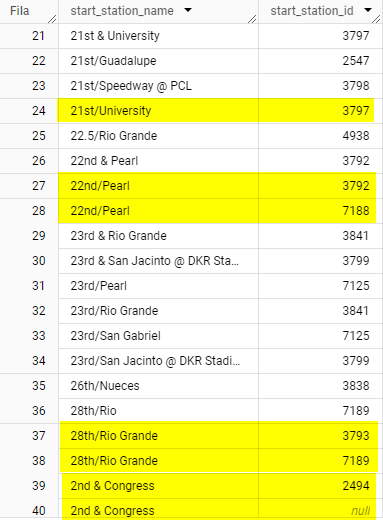 Fila start_station_name start_station_id
21 21st & University 3797
22 21st/Guadalupe 2547
23 21st/Speedway @ PCL 3798
24 21st/University 3797
25 22.5/Rio Grande 4938
26 22nd & Pearl 3792
27 22nd/Pearl 3792
28 22nd/Pearl 7188
29 23rd & Rio Grande 3841
30 23rd & San Jacinto @ DKR Sta... 3799
31 23rd/Pearl 7125
32 23rd/Rio Grande 3841
33 23rd/San Gabriel 7125
34 23rd/San Jacinto @ DKR Stadi... 3799
35 26th/Nueces 3838
36 28th/Rio 7189
37 28th/Rio Grande 3793
38 28th/Rio Grande 7189
39 2nd & Congress 2494
40 2nd & Congress null